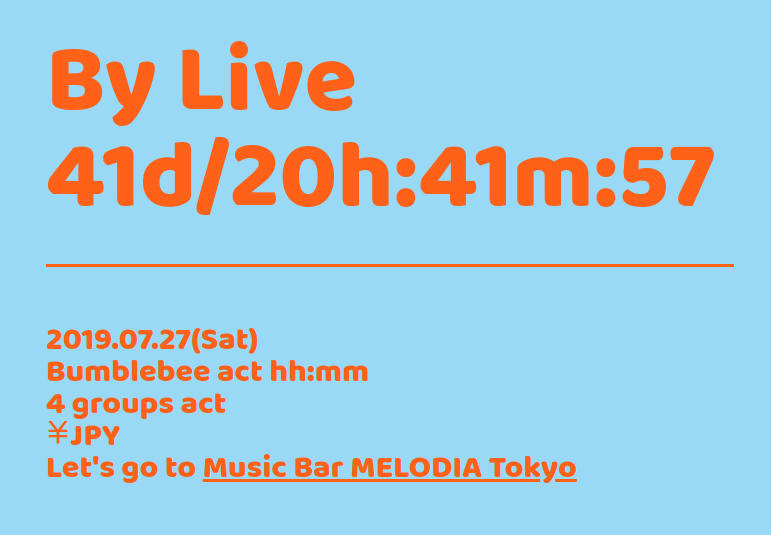 By Live
41d/20h:41m:57
2019.07.27(Sat)
Bumblebee act hh:mm
4 groups act
¥JPY
Let's go to Music Bar MELODIA Tokyo